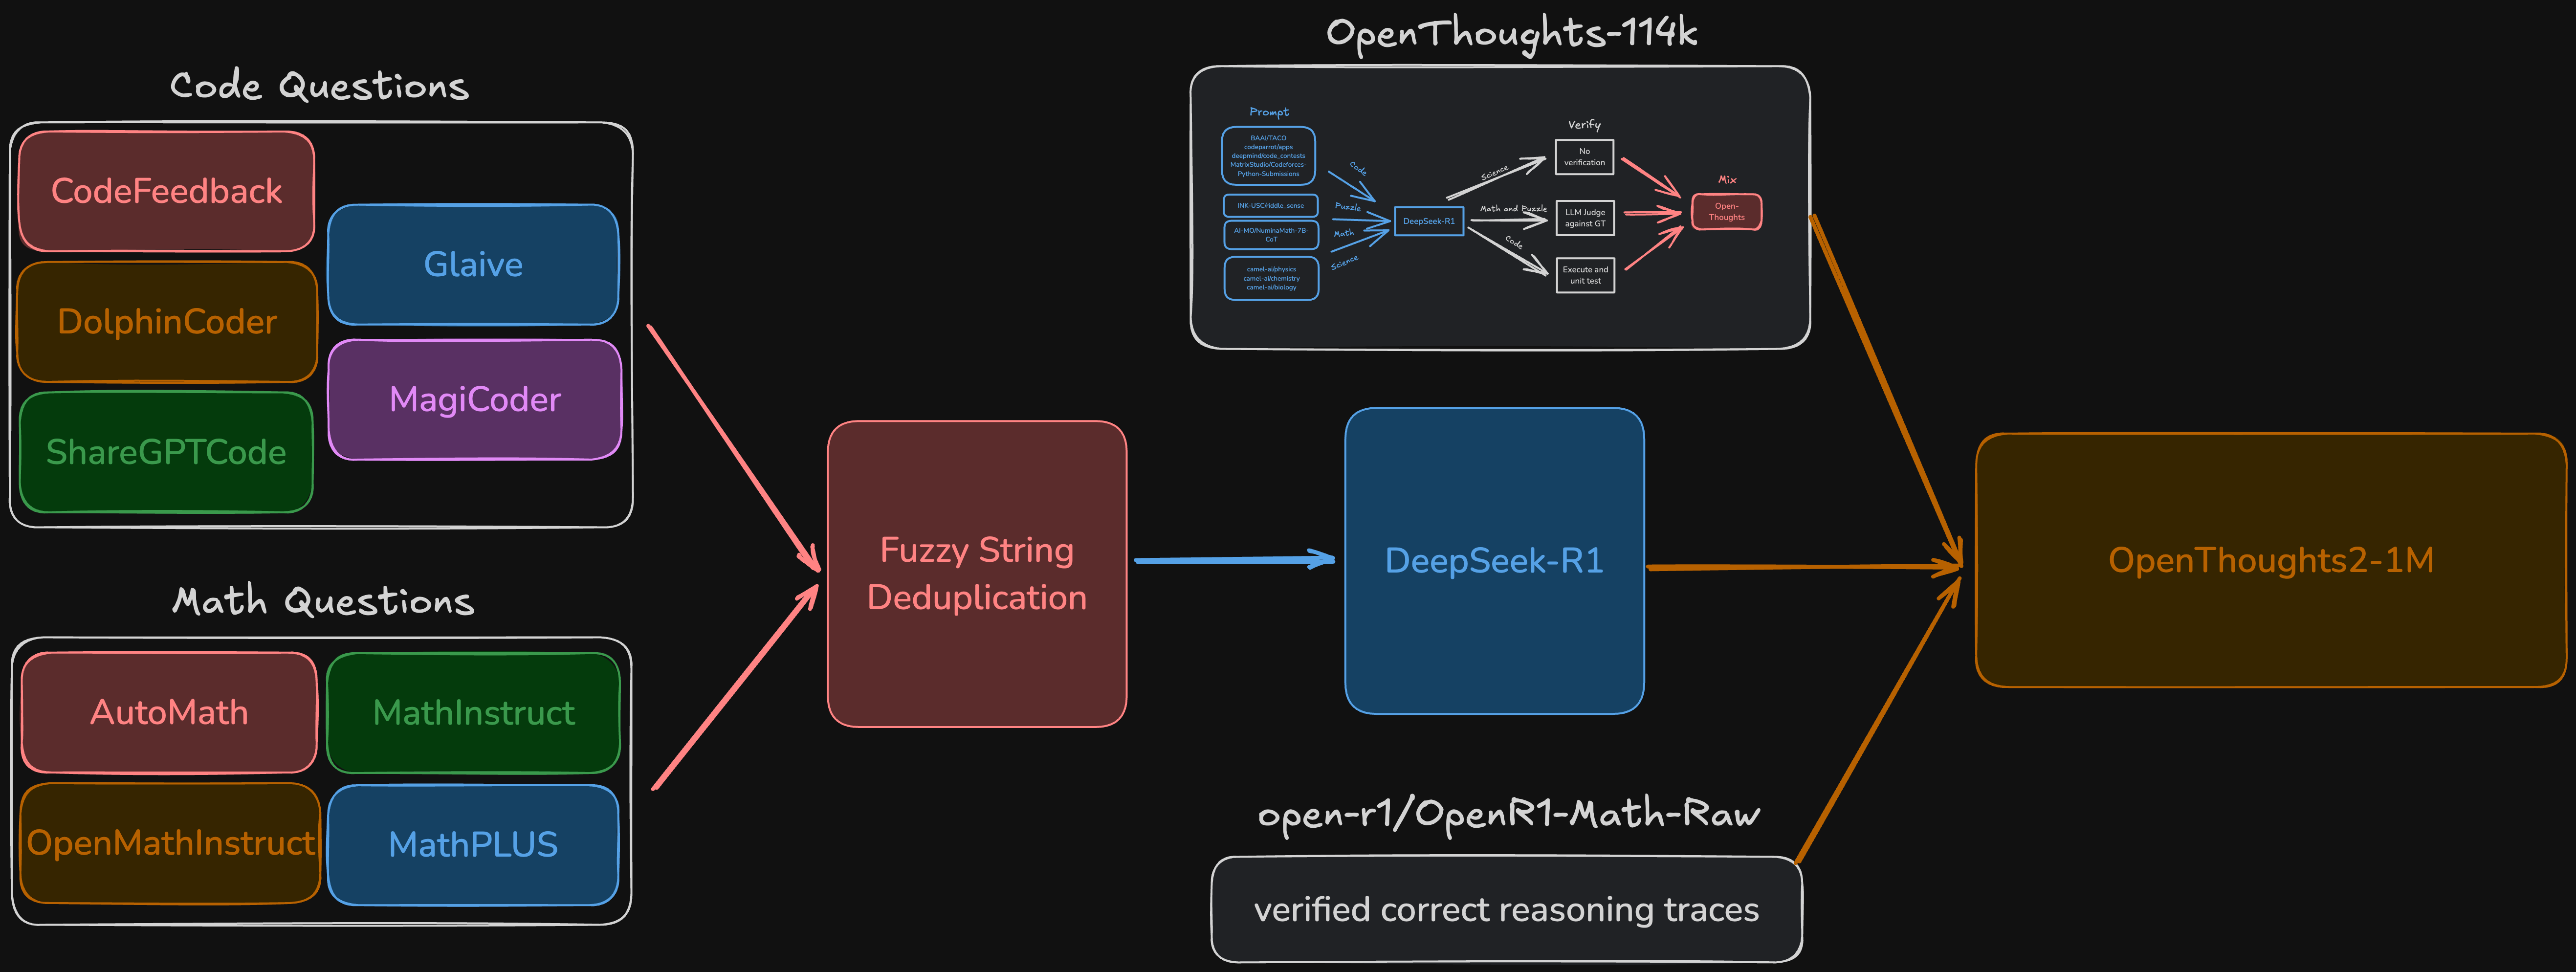 Code Questions
CodeFeedback
Glaive
DolphinCoder
MagiCoder
ShareGPTCode
Math Questions
AutoMath
MathInstruct
OpenMathInstruct
MathPLUS
Fuzzy String
Deduplication
OpenThoughts-114k
Prompt
BAAI/TACO
codeparrot/apps
deepmind/code_contests
MatrixStudio/Codeforces-
Python-Submissions
INK-USC/riddle_sense
AI-MO/NuminaMath-7B-
CoT
camel-ai/physics
camel-ai/chemistry
camel-ai/biology
Code
Puzzle
Math
Science
DeepSeek-R1
Science
Math and Puzzle
Code
Verify
No
verification
LLM Judge
against GT
Execute and
unit test
Mix
Open-
Thoughts
DeepSeek-R1
open-r1/OpenR1-Math-Raw
verified correct reasoning traces
OpenThoughts2-1M